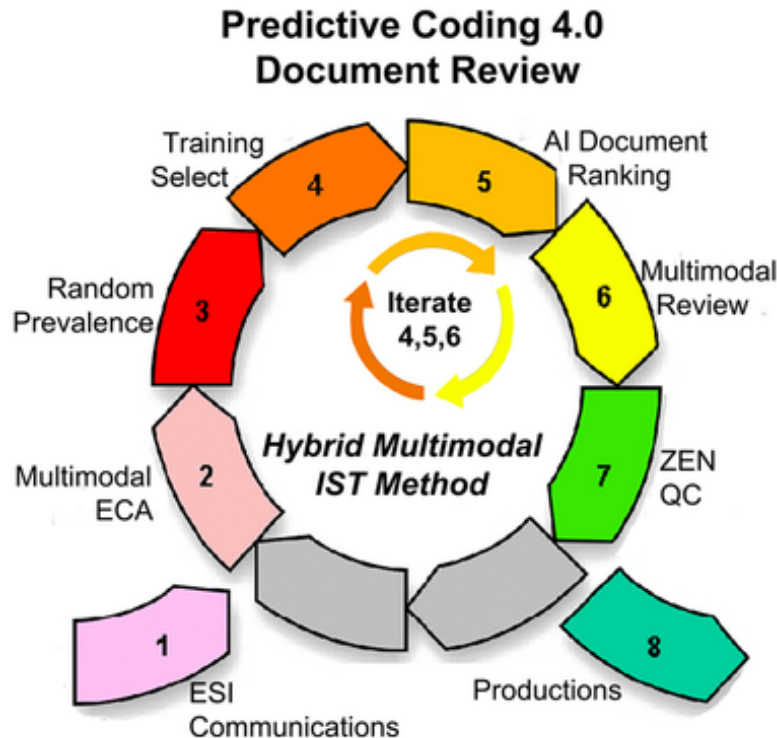 Predictive Coding 4.0
Document Review
Training
Select
4
5
AI Document
Ranking
Random
Prevalence
3
Iterate
4,5,6
6
Multimodal
Review
Multimodal
ECA
2
Hybrid Multimodal
IST Method
7
ZEN
QC
1
ESI
Communications
Productions
8